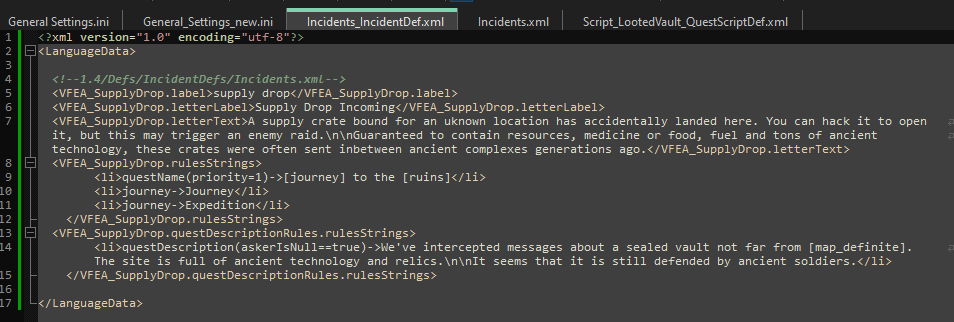 General Settings.ini
General_Settings_new.ini
Incidents_IncidentDef.xml
Incidents.xml
Script_LootedVault_QuestScriptDef.xml
1 <?xml version="1.0" encoding="utf-8"?>
2 <LanguageData>
3
4 <!--1.4/Defs/IncidentDefs/Incidents.xml-->
5 <VFEA_SupplyDrop.label>supply drop</VFEA_SupplyDrop.label>
6 <VFEA_SupplyDrop.letterLabel>Supply Drop Incoming</VFEA_SupplyDrop.letterLabel>
7 <VFEA_SupplyDrop.letterText>A supply crate bound for an uknown location has accidentally landed here. You can hack it to open
it, but this may trigger an enemy raid.\n\nGuaranteed to contain resources, medicine or food, fuel and tons of ancient
technology, these crates were often sent inbetween ancient complexes generations ago.</VFEA_SupplyDrop.letterText>
8 <VFEA_SupplyDrop.rulesStrings>
9 <li>questName(priority=1)->[journey] to the [ruins]</li>
10 <li>journey->Journey</li>
11 <li>journey->Expedition</li>
12 </VFEA_SupplyDrop.rulesStrings>
13 <VFEA_SupplyDrop.questDescriptionRules.rulesStrings>
14 <li>questDescription(askerIsNull==true)->We've intercepted messages about a sealed vault not far from [map_definite].
The site is full of ancient technology and relics.\n\nIt seems that it is still defended by ancient soldiers.</li>
15 </VFEA_SupplyDrop.questDescriptionRules.rulesStrings>
16
17 </LanguageData>